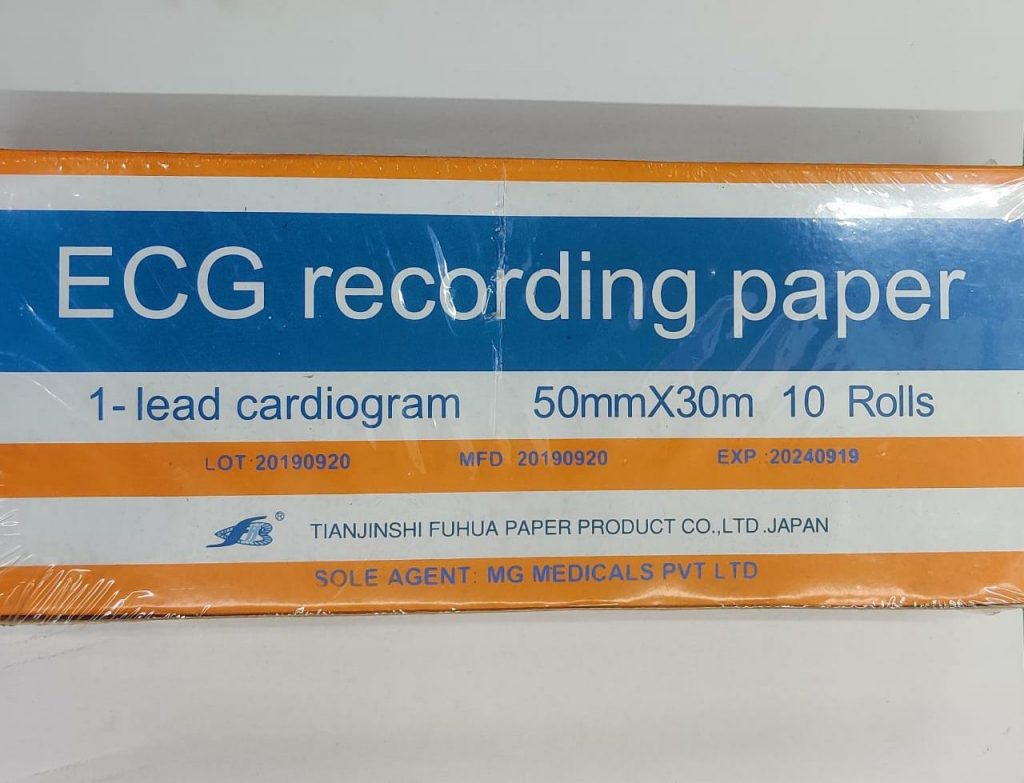 ECG recording paper
1-lead cardiogram 50mmX30m 10 Rolls
LOT:20190920 MFD 20190920 EXP:20240919
® TIANJINSHI FUHUA PAPER PRODUCT CO.,LTD.JAPAN
SOLE AGENT: MG MEDICALS PVT LTD